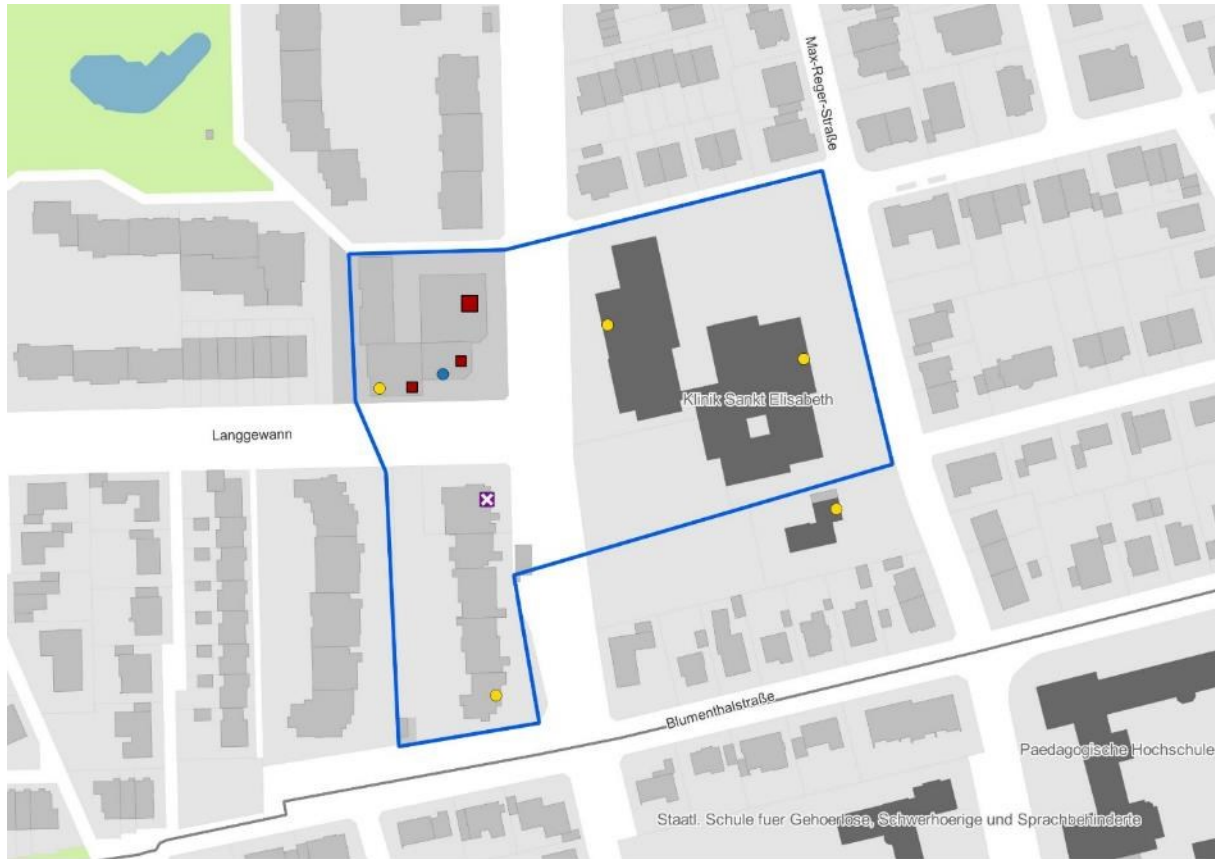 Max-Reger-Straße
Klinik Sankt Elisabeth
Langgewann
Blumenthalstraße
Paedagogische Hochschule
Staatl. Schule fuer Gehoerlose, Schwerhoerige und Sprachbehinderte